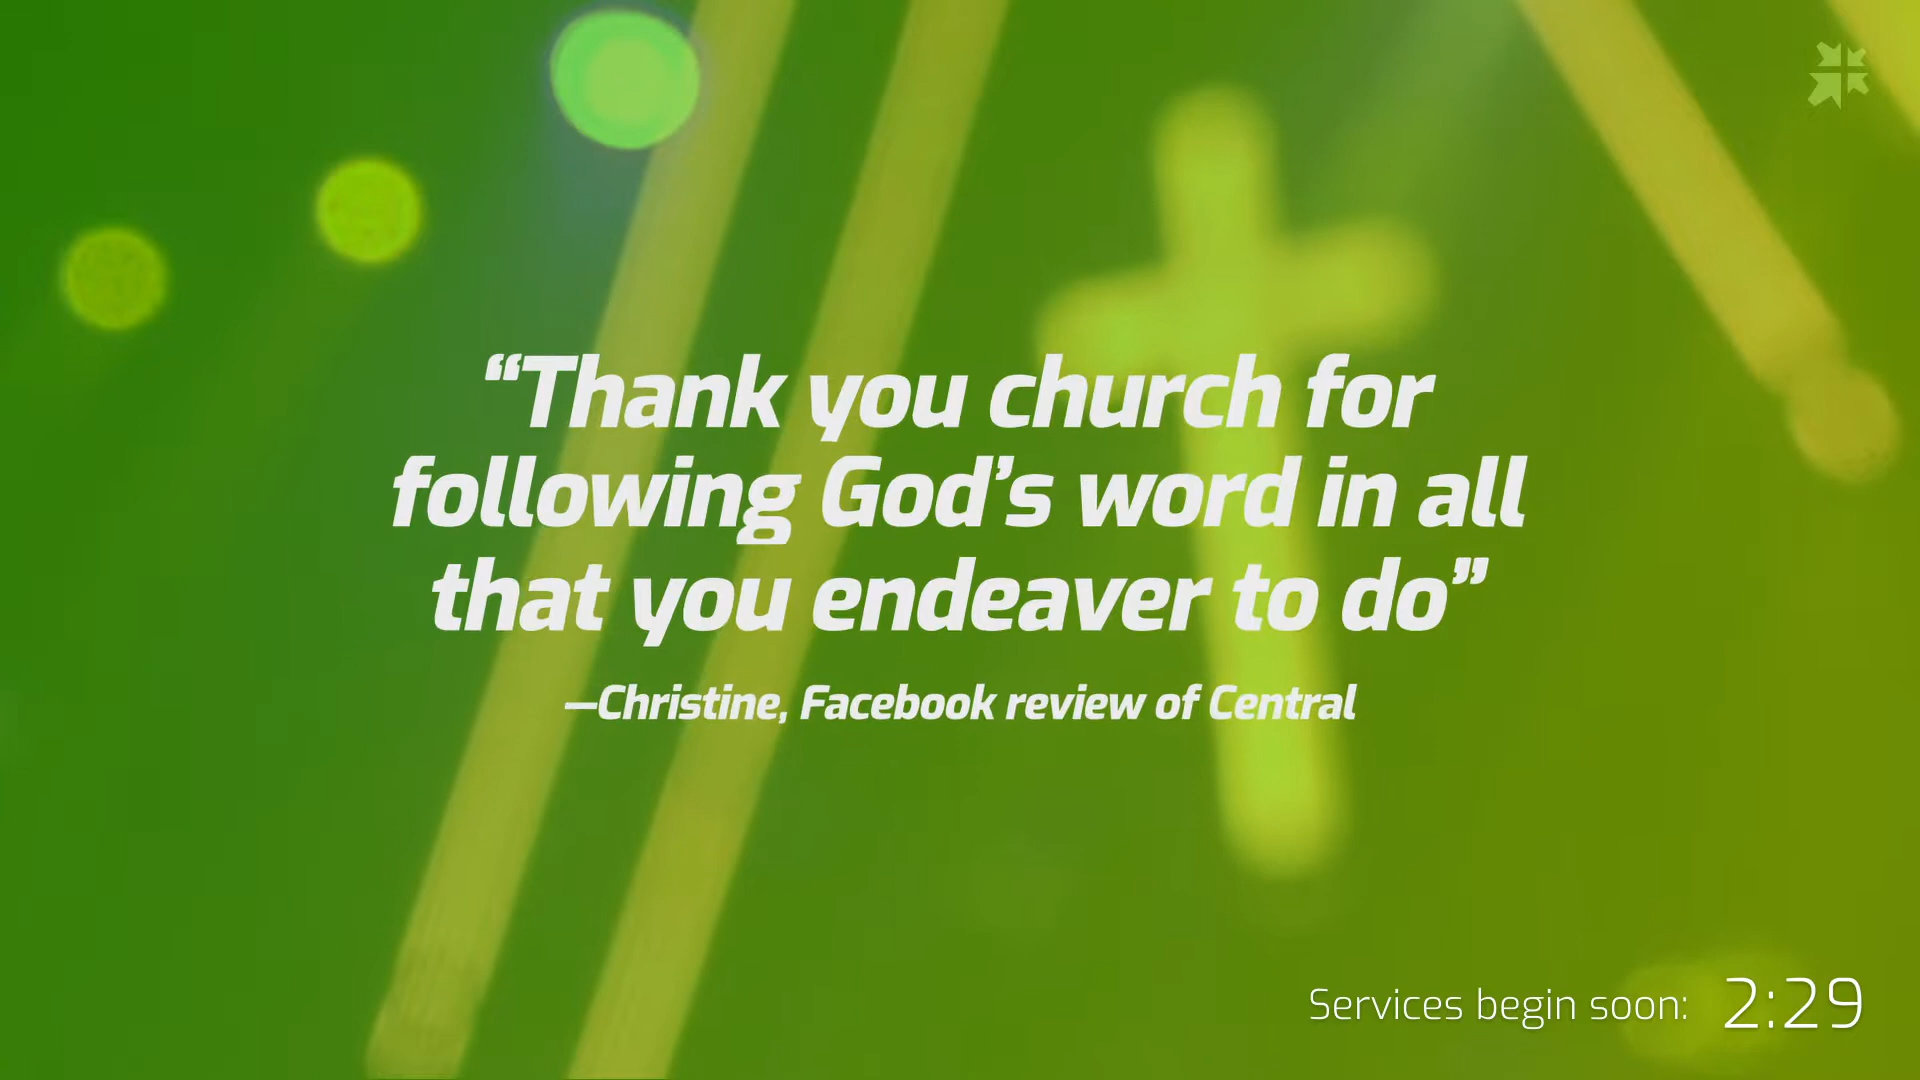 “Thank you church for
following God’s word in all
that you endeaver to do”
–Christine, Facebook review of Central
Services begin soon: 2:29